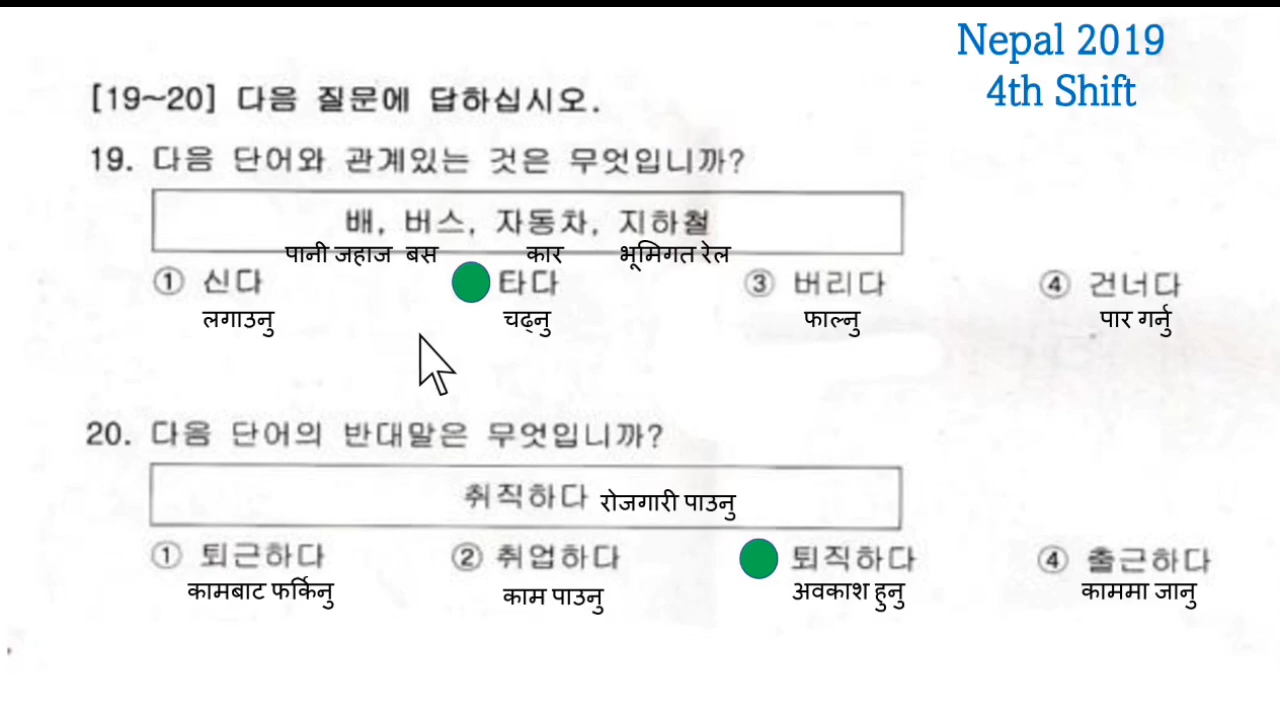 Nepal 2019
4th Shift
[19~20] 다음 질문에 답하십시오.
19. 다음 단어와 관계있는 것은 무엇입니까?
배, 버스, 자동차, 지하철
पानी जहाज बस कार भूमिगत रेल
① 신다 타다 ③ 버리다 ④ 건너다
लगाउनु चढ्नु फाल्नु पार गर्नु
20. 다음 단어의 반대말은 무엇입니까?
취직하다 रोजगारी पाउनु
① 퇴근하다 ② 취업하다 퇴직하다 ④ 출근하다
कामबाट फर्किनु काम पाउनु अवकाश हुनु काममा जानु